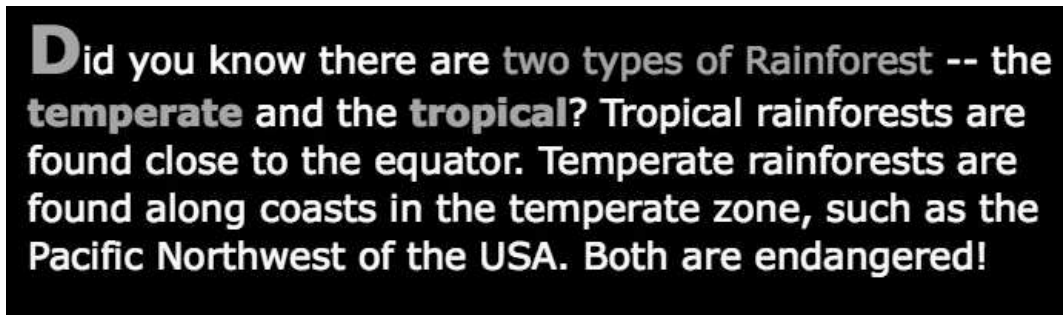 Did you know there are two types of Rainforest -- the
temperate and the tropical? Tropical rainforests are
found close to the equator. Temperate rainforests are
found along coasts in the temperate zone, such as the
Pacific Northwest of the USA. Both are endangered!